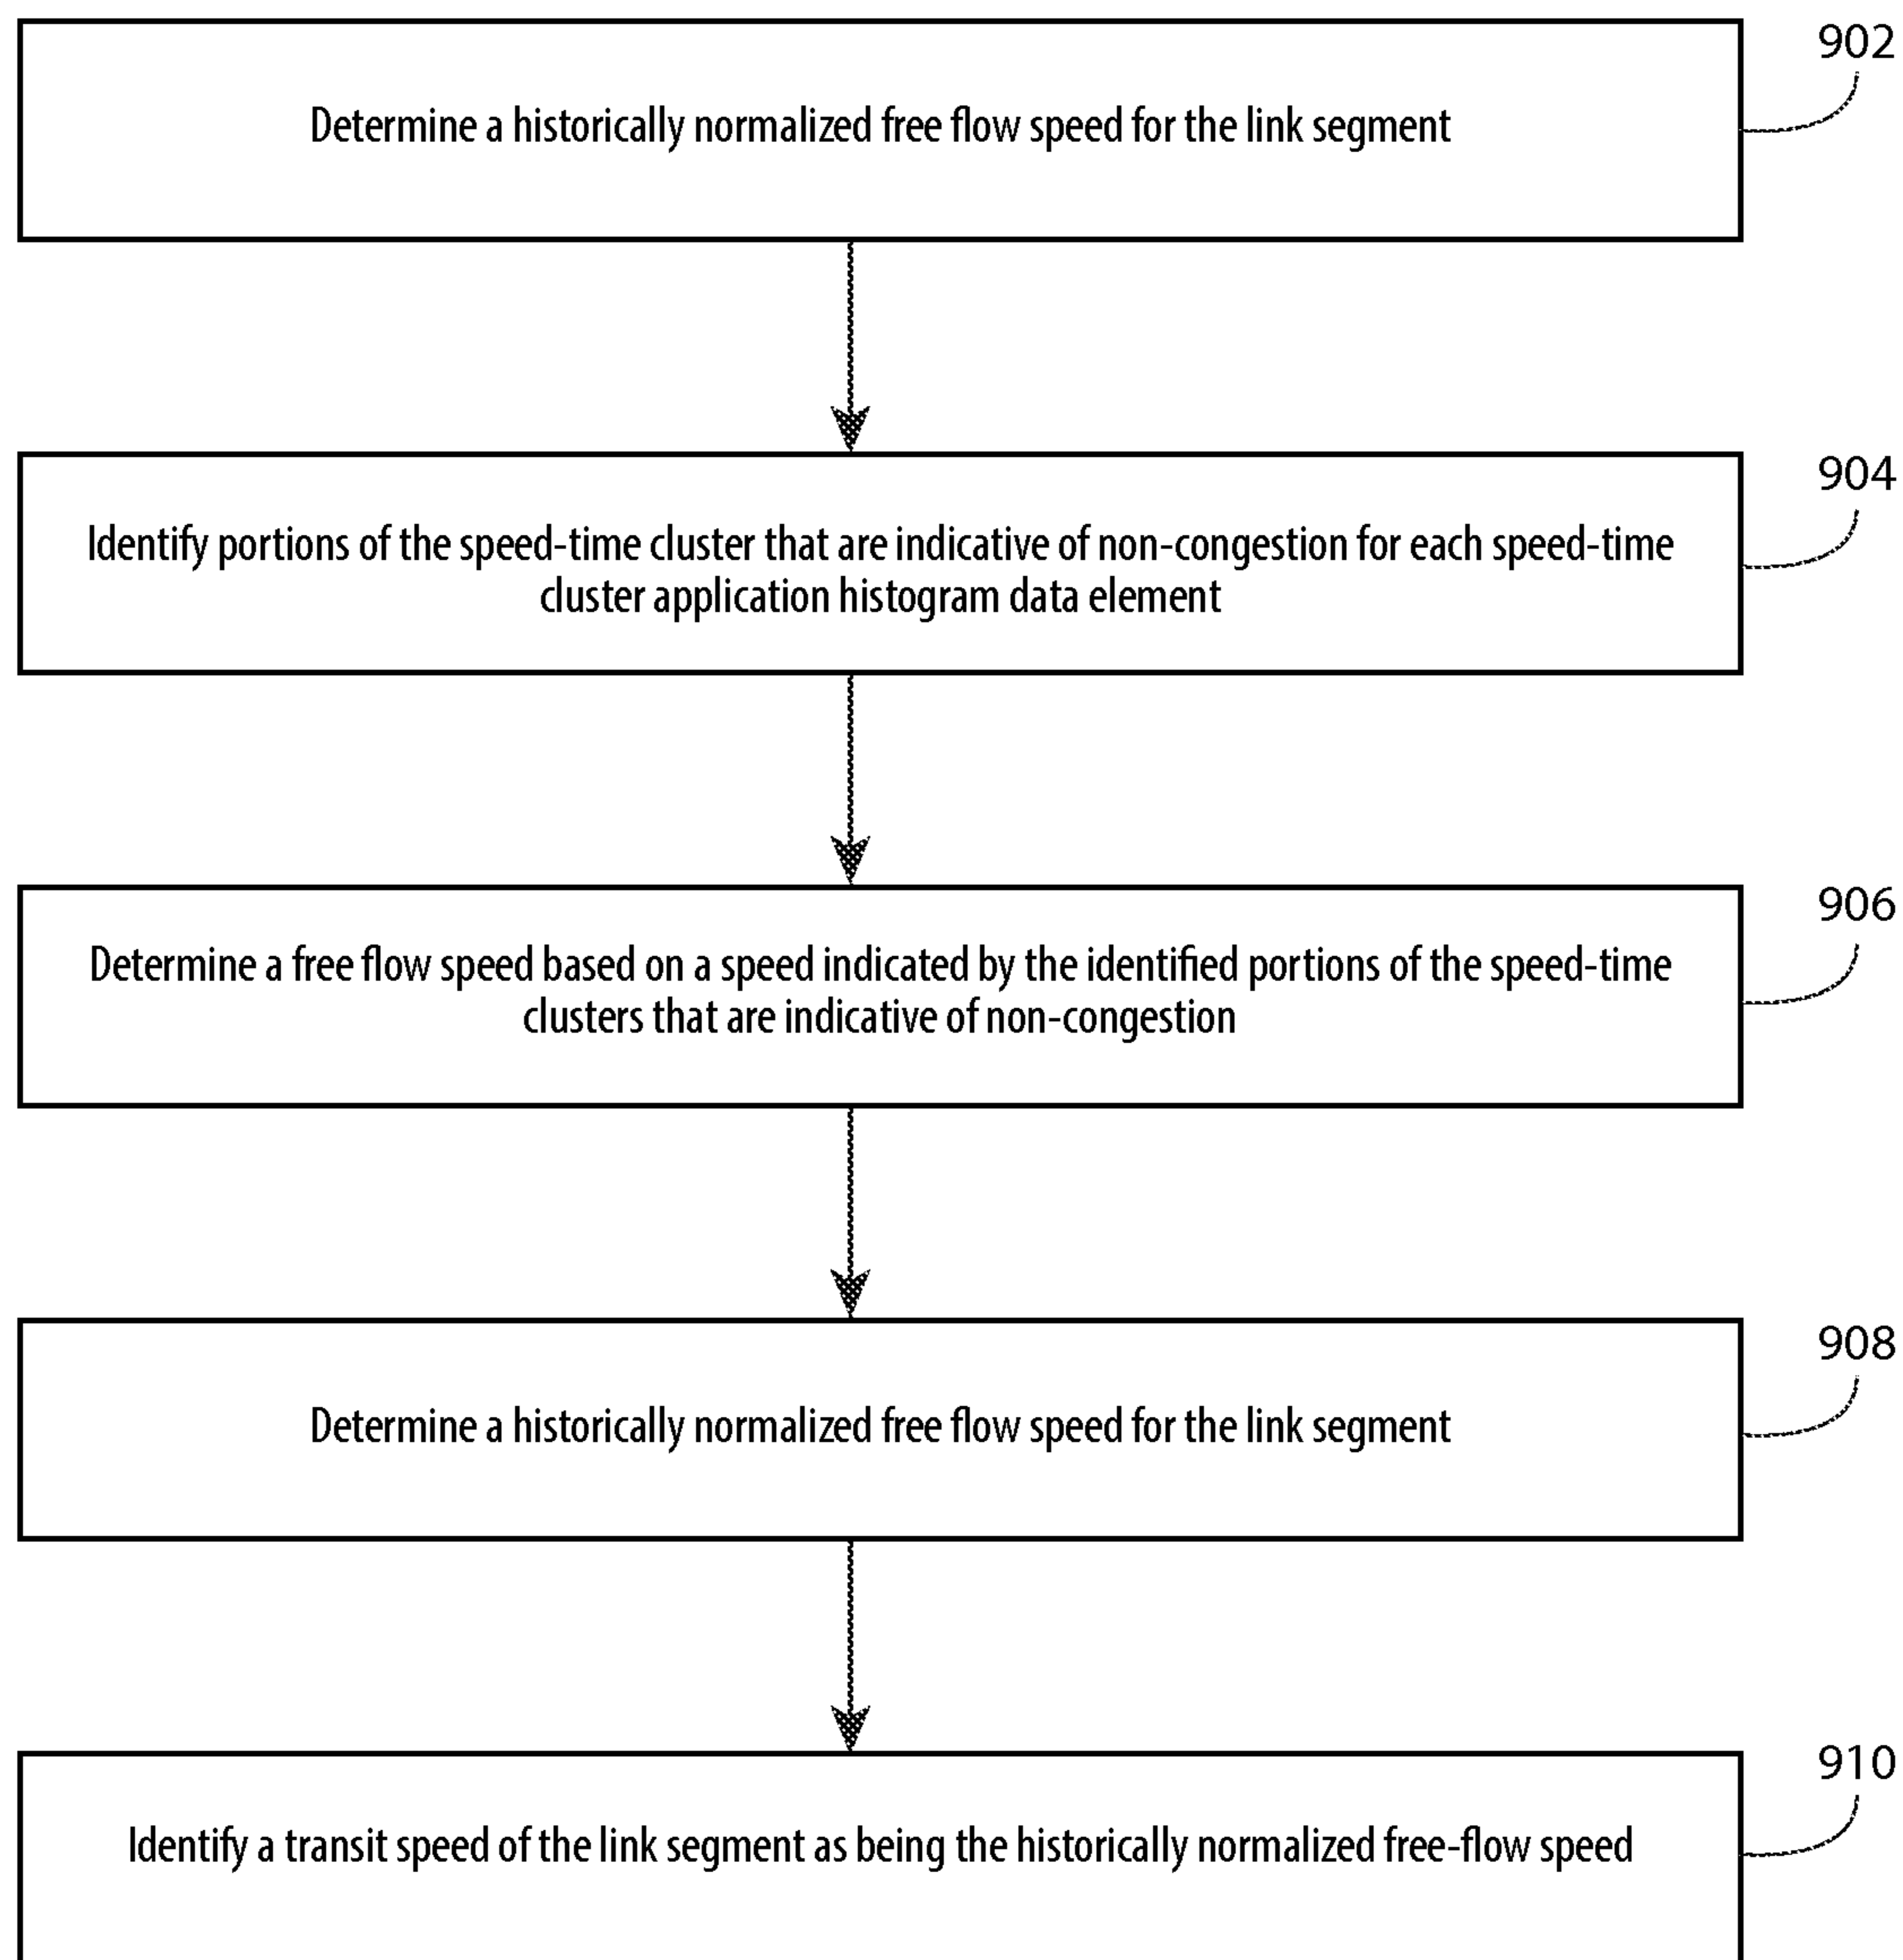 902
Determine a historically normalized free flow speed for the link segment
904
Identify portions of the speed-time cluster that are indicative of non-congestion for each speed-time
cluster application histogram data element
906
Determine a free flow speed based on a speed indicated by the identified portions of the speed-time
clusters that are indicative of non-congestion
908
Determine a historically normalized free flow speed for the link segment
910
Identify a transit speed of the link segment as being the historically normalized free-flow speed